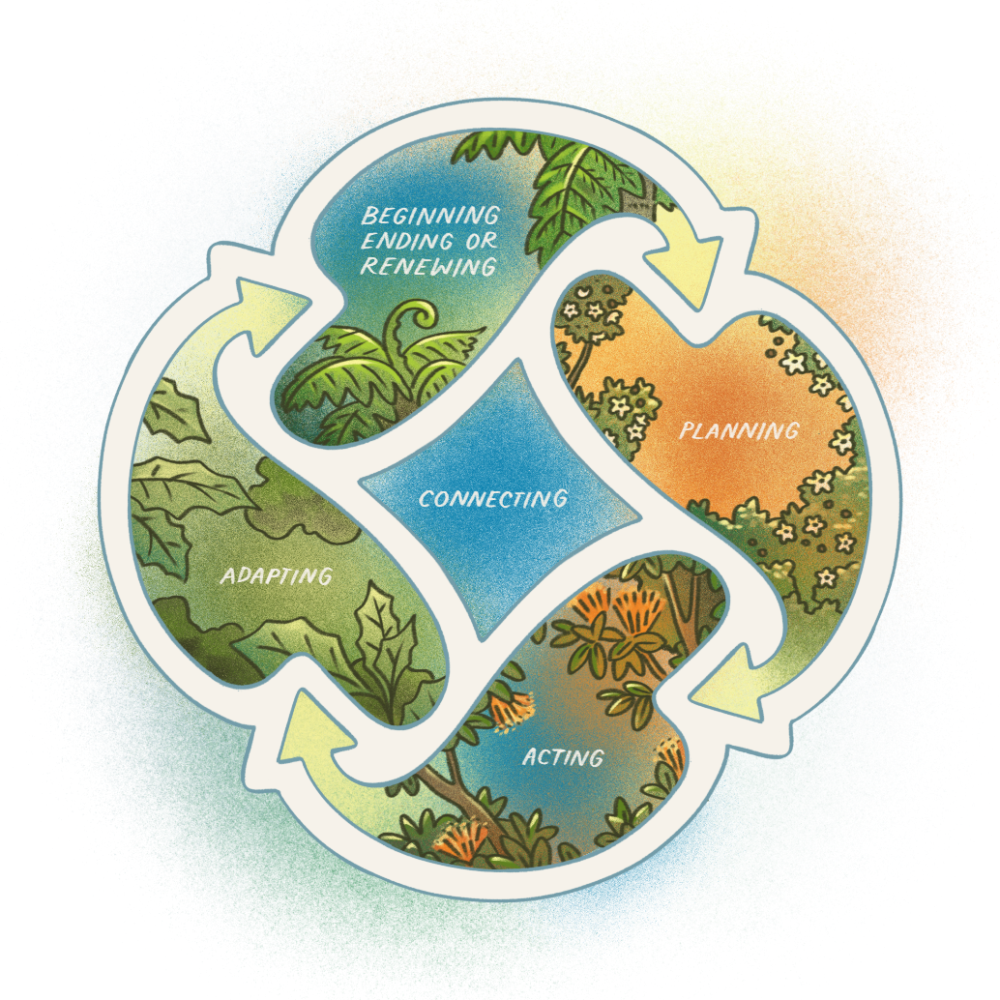 BEGINNING
ENDING OR
RENEWING
PLANNING
CONNECTING
ADAPTING
ACTING